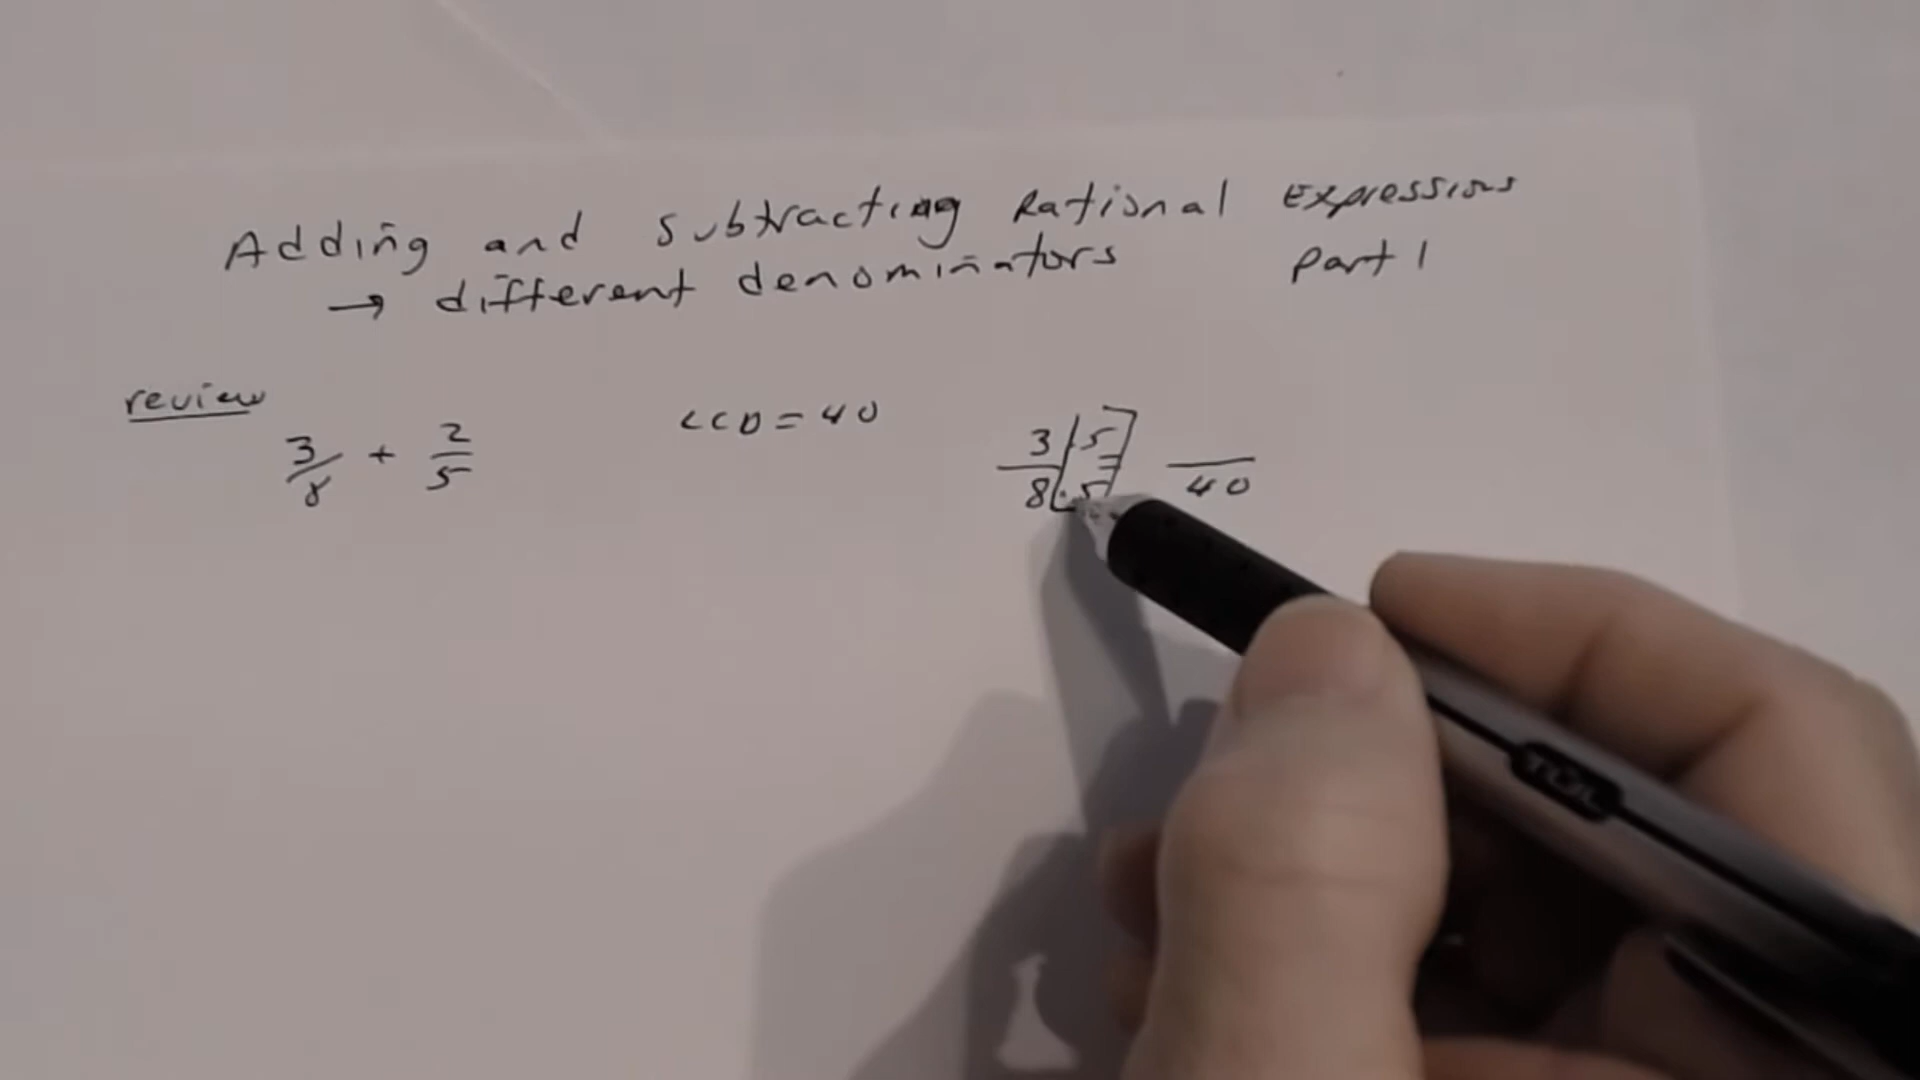 Adding and Subtracting Rational Expressions
→ different denominators Part 1
review
3/8 + 2/5 LCD = 40 3/8 [·5/·5] = /40